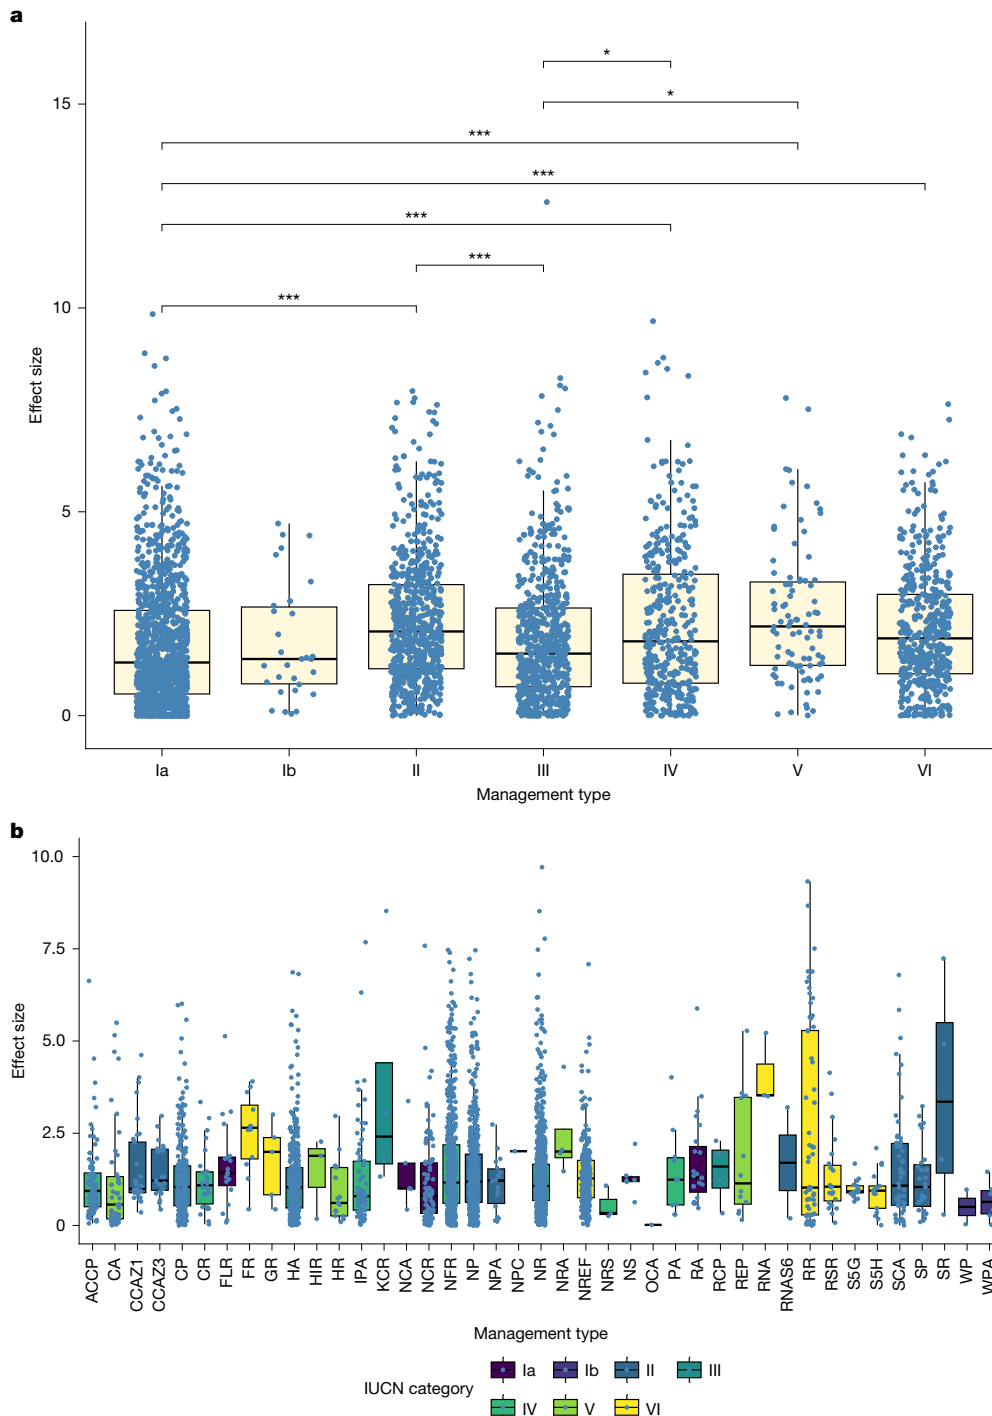 a
*
15
*
***
***
***
***
10
***
Effect size
5
0
Ia Ib II III IV V VI
Management type
b
10.0
7.5
5.0
Effect size
2.5
0
ACCP CA CCAZ1 CCAZ3 CP CR FLR FR GR HA HIR HR IPA KCR NCA NCR NFR NP NPA NPC NR NRA NREF NRS NS OCA PA RA RCP REP RNA RNAS6 RR RSR S5G S5H SCA SP SR WP WPA
Management type
IUCN category
Ia Ib II III
IV V VI